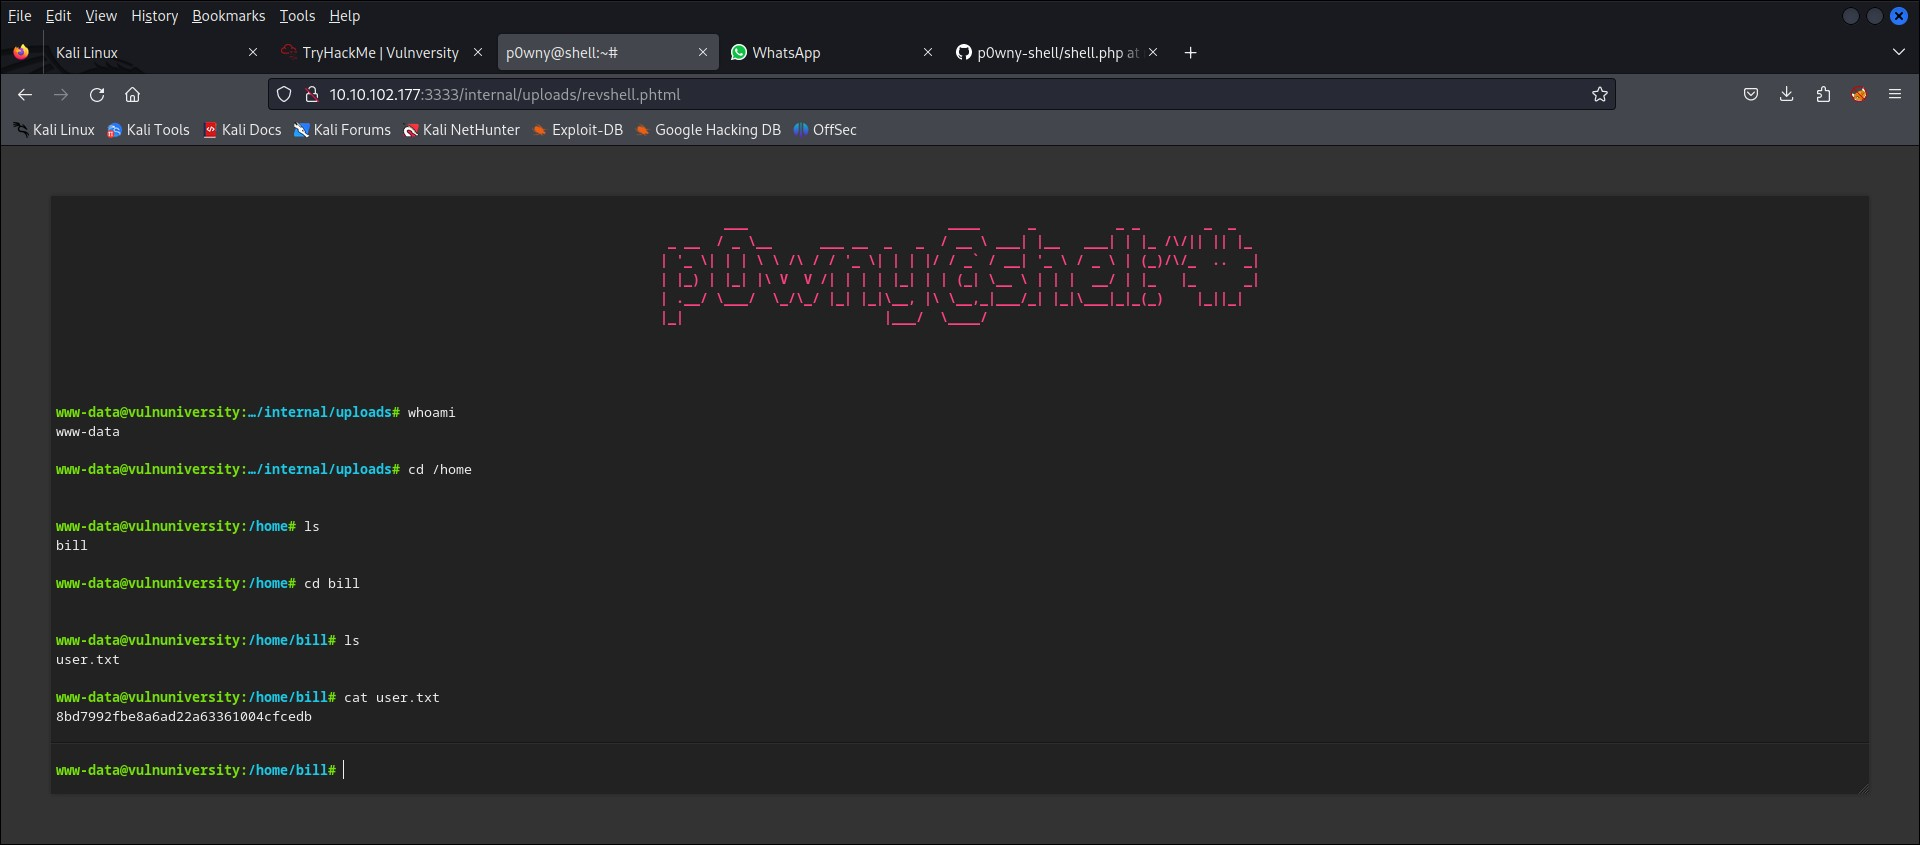 File Edit View History Bookmarks Tools Help
Kali Linux
TryHackMe | Vulnversity
p0wny@shell:~#
WhatsApp
p0wny-shell/shell.php at
10.10.102.177:3333/internal/uploads/revshell.phtml
Kali Linux Kali Tools Kali Docs Kali Forums Kali NetHunter Exploit-DB Google Hacking DB OffSec
p0wny@shell:~#
www-data@vulnuniversity:…/internal/uploads# whoami
www-data
www-data@vulnuniversity:…/internal/uploads# cd /home
www-data@vulnuniversity:/home# ls
bill
www-data@vulnuniversity:/home# cd bill
www-data@vulnuniversity:/home/bill# ls
user.txt
www-data@vulnuniversity:/home/bill# cat user.txt
8bd7992fbe8a6ad22a63361004cfcedb
www-data@vulnuniversity:/home/bill#